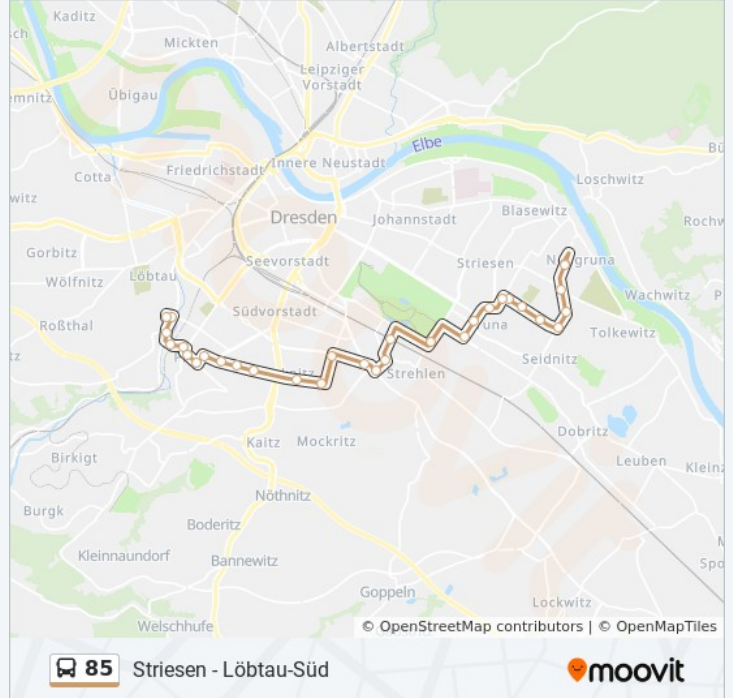 Kaditz
Mickten
Albertstadt
Leipziger
Vorstadt
Übigau
Friedrichstadt
Innere Neustadt
Elbe
Cotta
Loschwitz
Blasewitz
Dresden
Johannstadt
Gorbitz
Seevorstadt
Striesen
Löbtau
Wölfnitz
Wachwitz
Südvorstadt
Roßthal
Tolkewitz
Seidnitz
Strehlen
Dobritz
Kaitz
Mockritz
Birkigt
Leuben
Nöthnitz
Burgk
Boderitz
Kleinnaundorf
Bannewitz
Goppeln
Lockwitz
Welschhufe
© OpenStreetMap contributors | © OpenMapTiles
85 Striesen - Löbtau-Süd
moovit